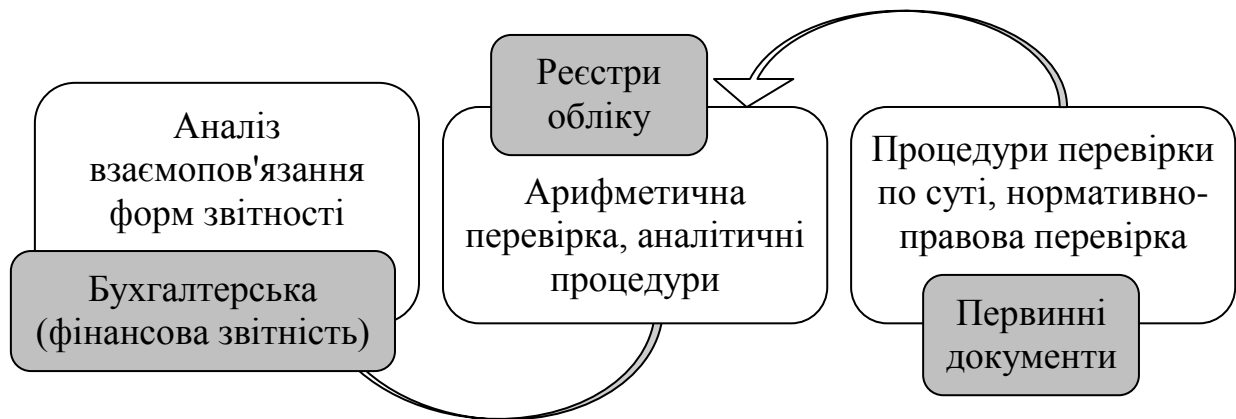 Аналіз
взаємопов'язання
форм звітності
Бухгалтерська
(фінансова звітність)
Реєстри
обліку
Арифметична
перевірка, аналітичні
процедури
Процедури перевірки
по суті, нормативно-
правова перевірка
Первинні
документи